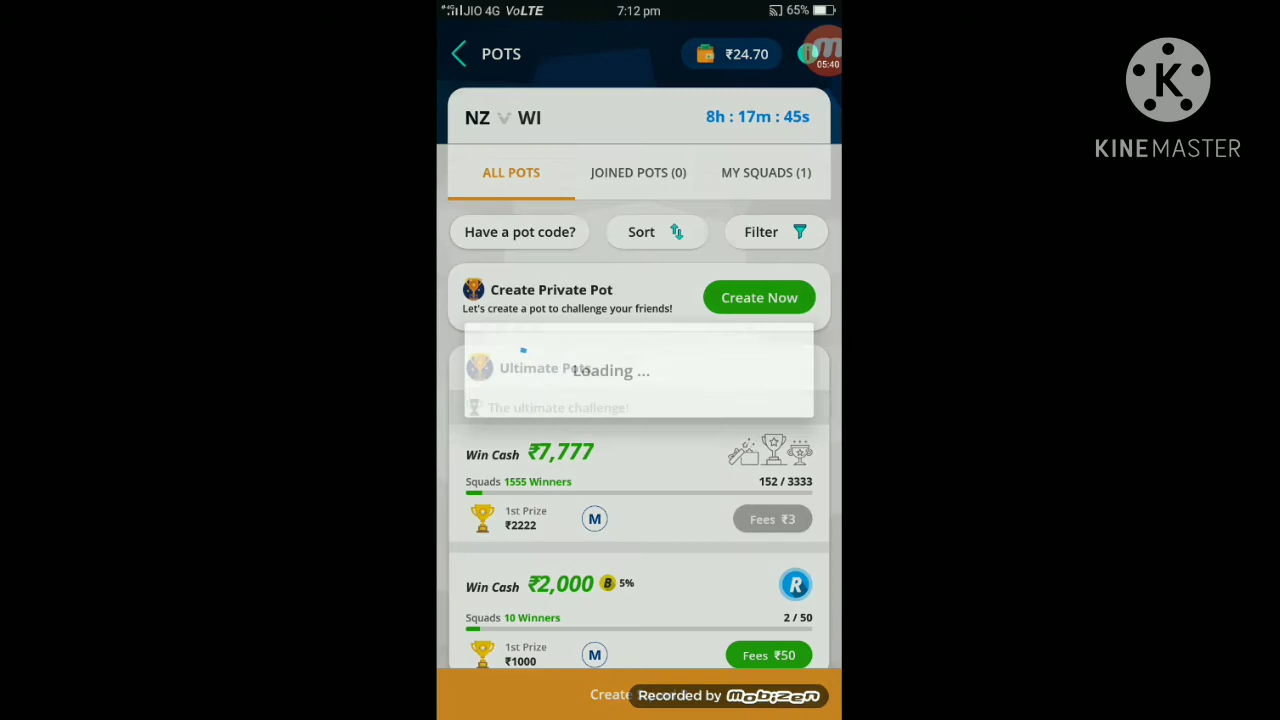 4G JIO 4G VoLTE 7:12 pm 65%
POTS ₹24.70
05:40
K
KINEMASTER
NZ V WI 8h : 17m : 45s
ALL POTS JOINED POTS (0) MY SQUADS (1)
Have a pot code? Sort Filter
Create Private Pot
Let's create a pot to challenge your friends!
Create Now
Ultimate Pots
Loading ...
The ultimate challenge!
Win Cash ₹7,777
Squads 1555 Winners 152 / 3333
1st Prize
₹2222
M
Fees ₹3
Win Cash ₹2,000 B 5%
R
Squads 10 Winners 2 / 50
1st Prize
₹1000
M
Fees ₹50
Create
Recorded by mobizen